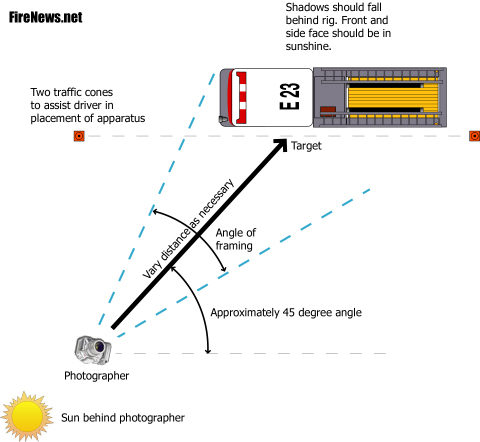 FireNews.net
Shadows should fall
behind rig. Front and
side face should be in
sunshine.
Two traffic cones
to assist driver in
placement of apparatus
E 23
Target
Vary distance as necessary
Angle of
framing
Approximately 45 degree angle
Photographer
Sun behind photographer